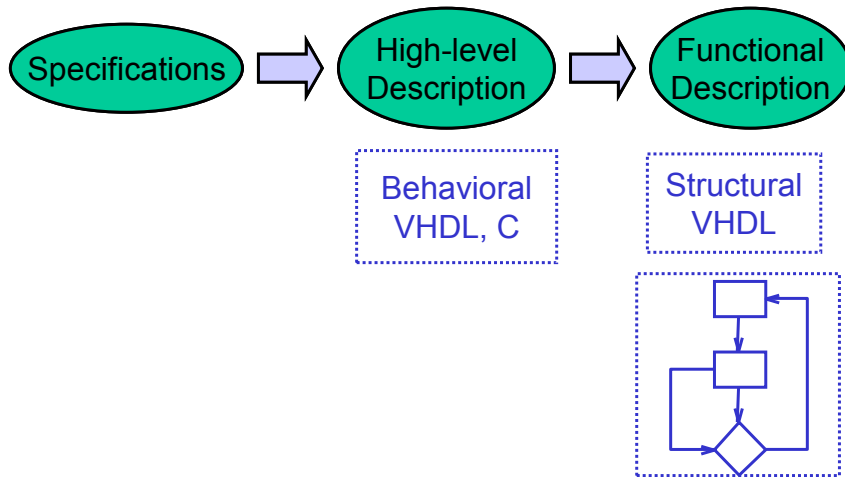 Specifications
High-level
Description
Functional
Description
Behavioral
VHDL, C
Structural
VHDL